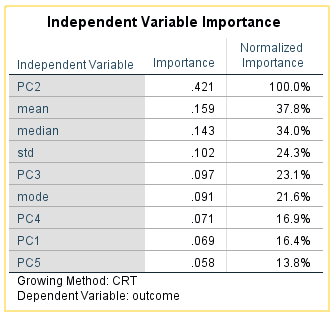 Independent Variable Importance
Independent Variable Importance Normalized Importance
PC2 .421 100.0%
mean .159 37.8%
median .143 34.0%
std .102 24.3%
PC3 .097 23.1%
mode .091 21.6%
PC4 .071 16.9%
PC1 .069 16.4%
PC5 .058 13.8%
Growing Method: CRT
Dependent Variable: outcome